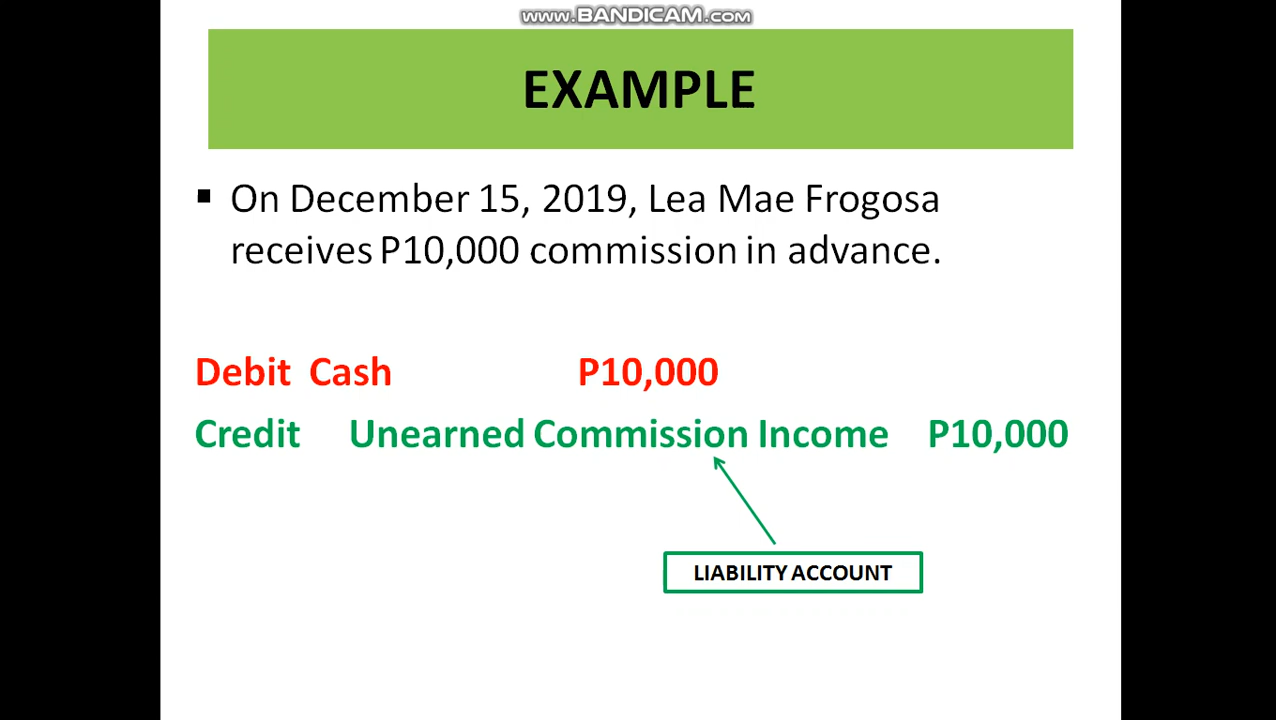 www.BANDICAM.com
EXAMPLE
▪ On December 15, 2019, Lea Mae Frogosa
receives P10,000 commission in advance.
Debit Cash P10,000
Credit Unearned Commission Income P10,000
LIABILITY ACCOUNT